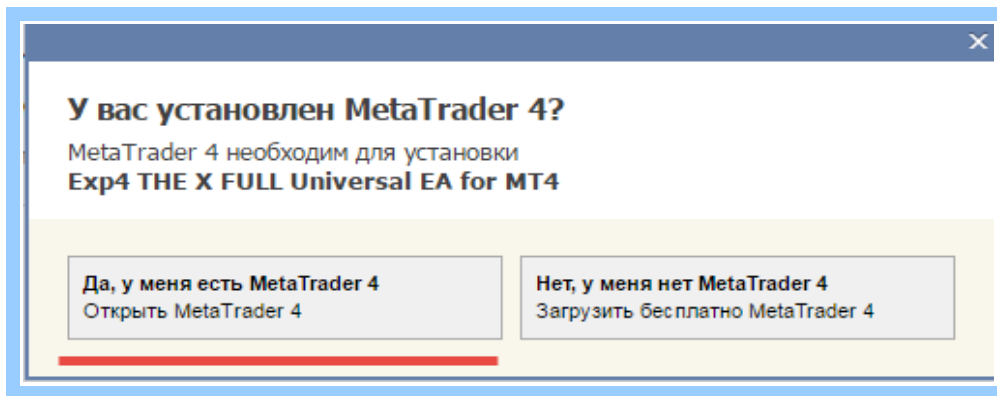 У вас установлен MetaTrader 4?
MetaTrader 4 необходим для установки
Exp4 THE X FULL Universal EA for MT4
Да, у меня есть MetaTrader 4
Открыть MetaTrader 4
Нет, у меня нет MetaTrader 4
Загрузить бесплатно MetaTrader 4